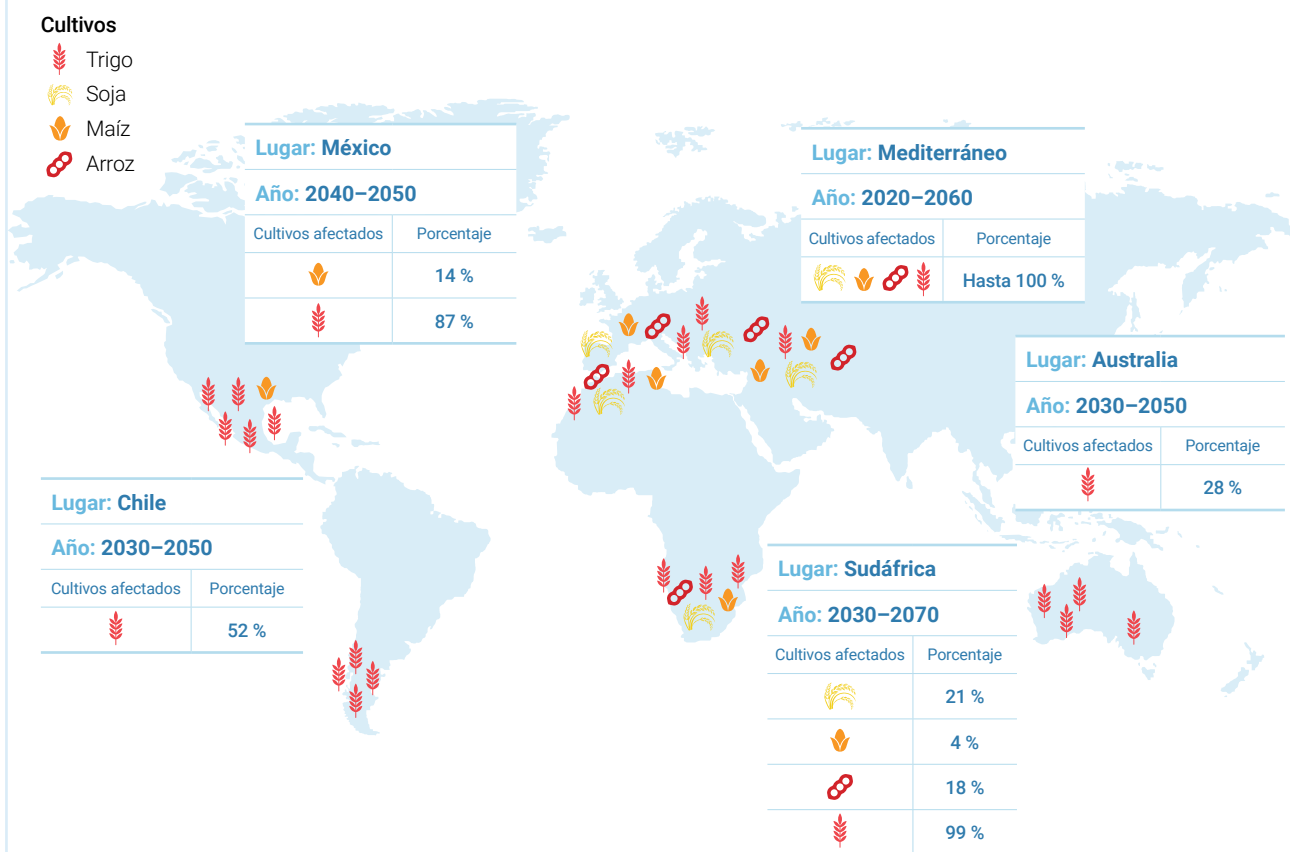 Cultivos
Trigo
Soja
Maíz
Arroz
Lugar: México
Año: 2040–2050
Cultivos afectados Porcentaje
14 %
87 %
Lugar: Mediterráneo
Año: 2020–2060
Cultivos afectados Porcentaje
Hasta 100 %
Lugar: Australia
Año: 2030–2050
Cultivos afectados Porcentaje
28 %
Lugar: Chile
Año: 2030–2050
Cultivos afectados Porcentaje
52 %
Lugar: Sudáfrica
Año: 2030–2070
Cultivos afectados Porcentaje
21 %
4 %
18 %
99 %